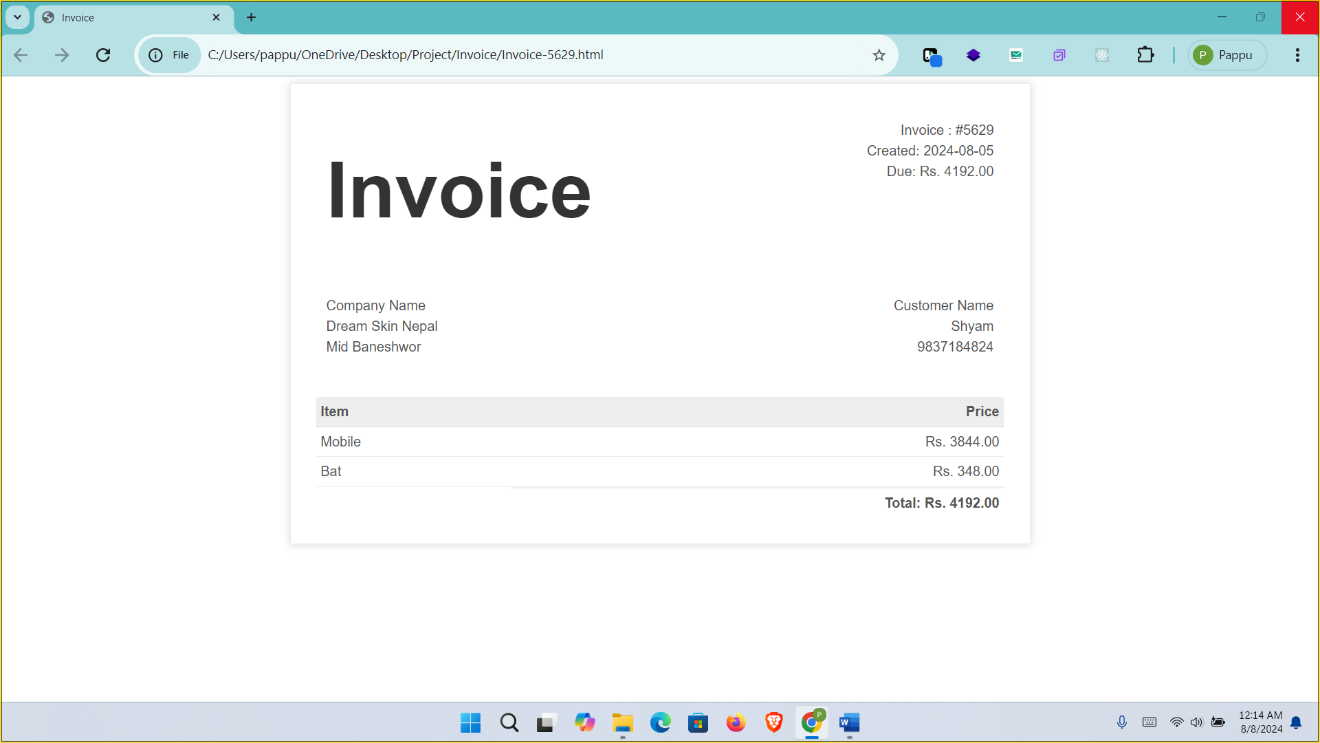 Invoice
File
C:/Users/pappu/OneDrive/Desktop/Project/Invoice/Invoice-5629.html
P
Pappu
Invoice : #5629
Created: 2024-08-05
Due: Rs. 4192.00
Invoice
Company Name
Dream Skin Nepal
Mid Baneshwor
Customer Name
Shyam
9837184824
Item Price
Mobile Rs. 3844.00
Bat Rs. 348.00
Total: Rs. 4192.00
P
W
12:14 AM
8/8/2024